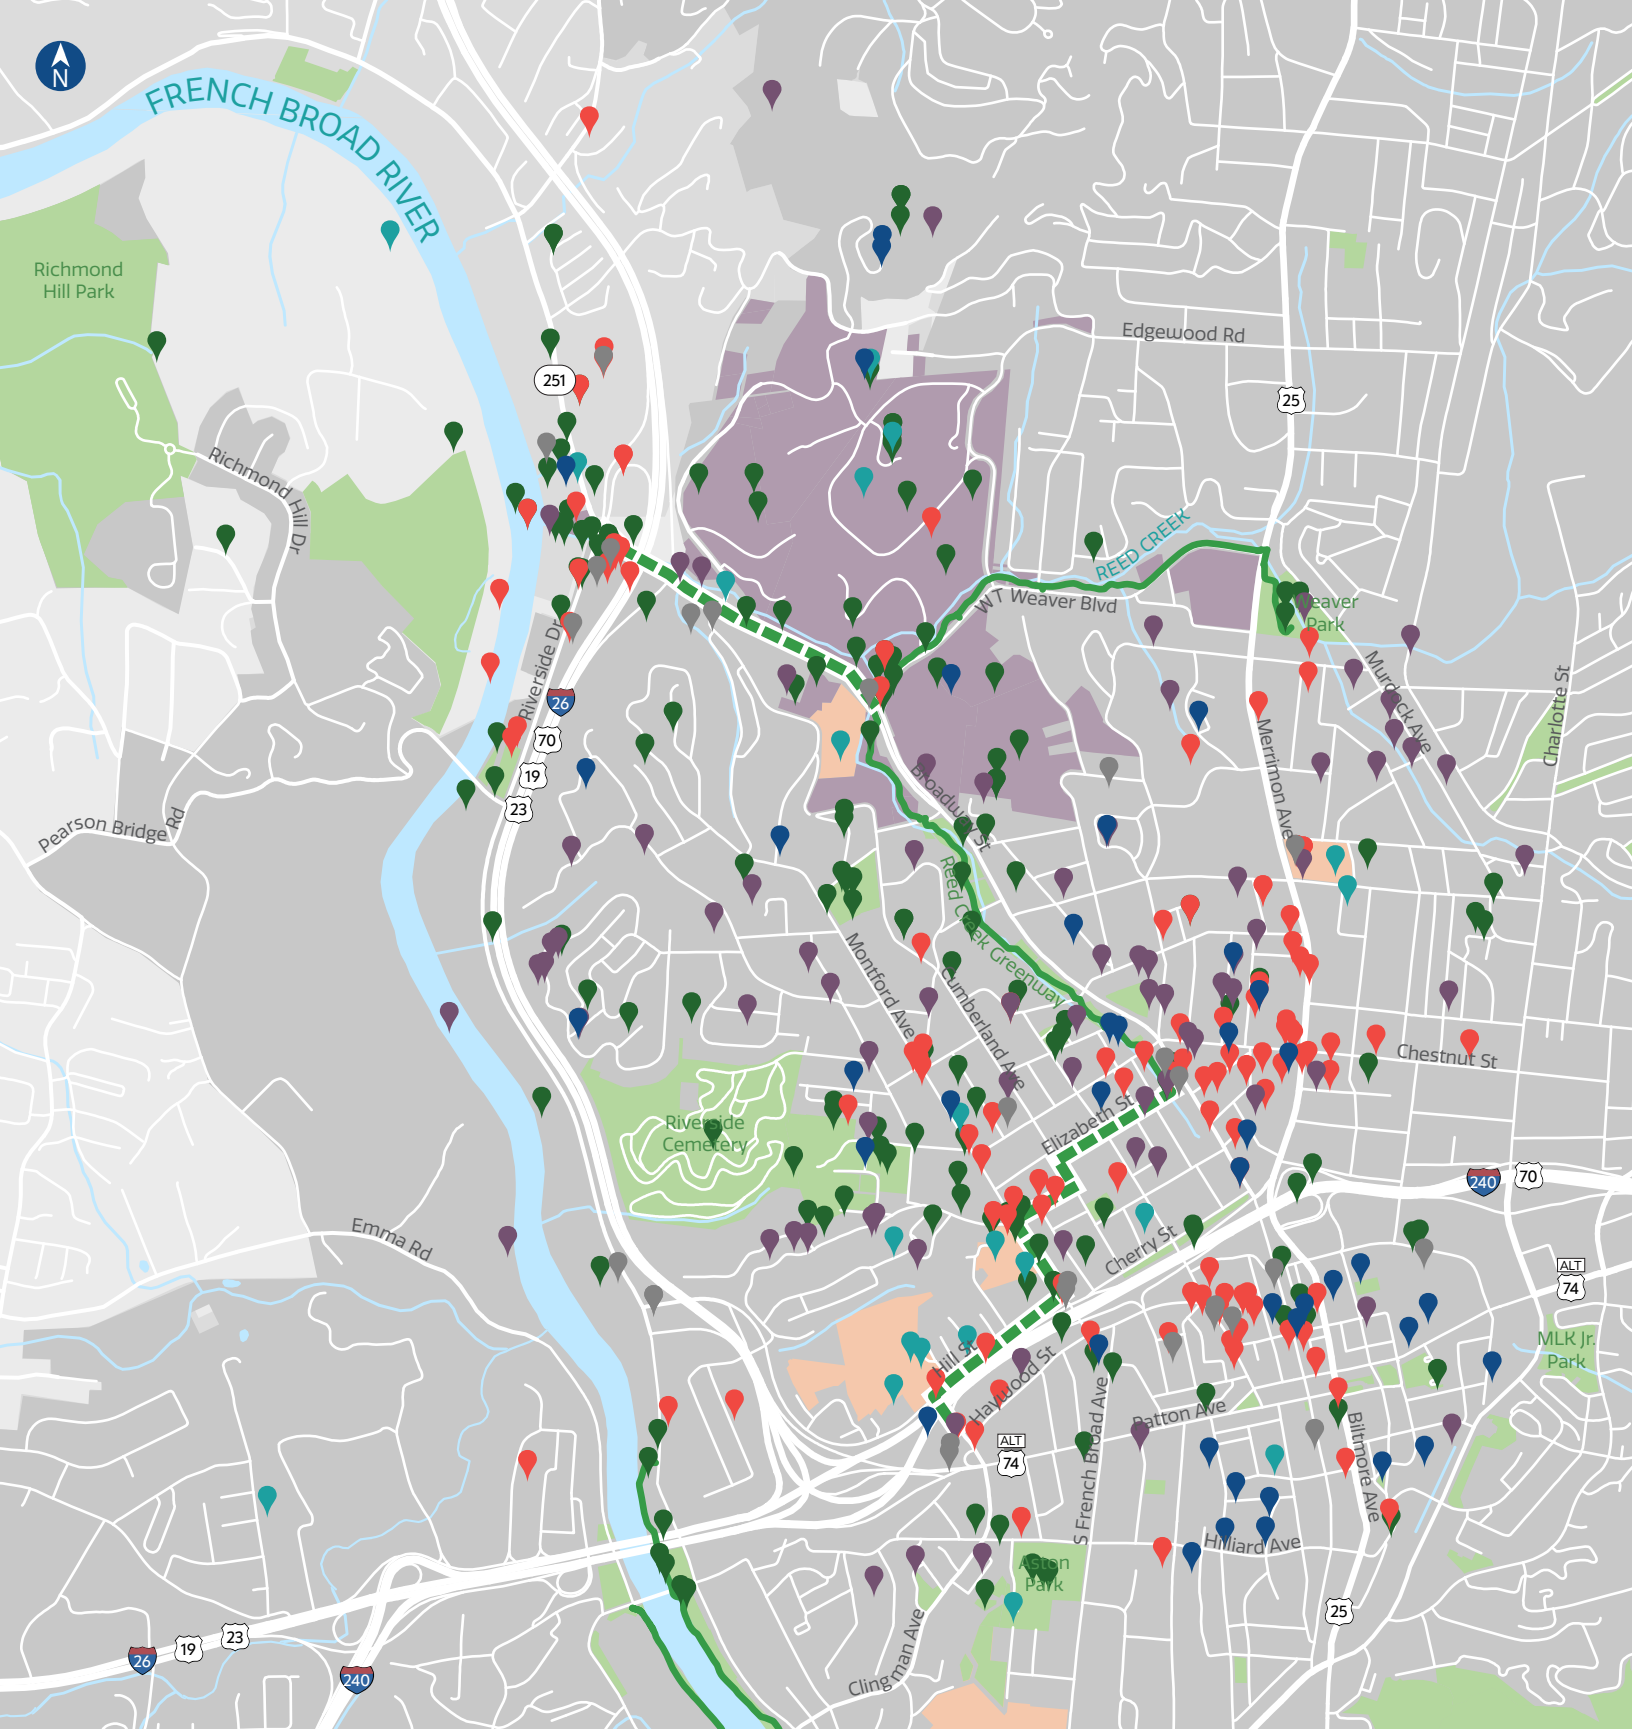 N
FRENCH BROAD RIVER
Richmond
Hill Park
Edgewood Rd
251
25
Richmond Hill Dr
REED CREEK
WT Weaver Blvd
Weaver
Park
Riverside Dr
26
70
19
23
Murdock Ave
Charlotte St
Merrimon Ave
Broadway St
Pearson Bridge Rd
Reed Creek Greenway
Montford Ave
Cumberland Ave
Chestnut St
Riverside
Cemetery
Elizabeth St
240
70
Emma Rd
Cherry St
ALT
74
MLK Jr.
Park
Hill St
Haywood St
Patton Ave
ALT
74
S French Broad Ave
Biltmore Ave
Hilliard Ave
Aston
Park
25
Clingman Ave
26
19
23
240